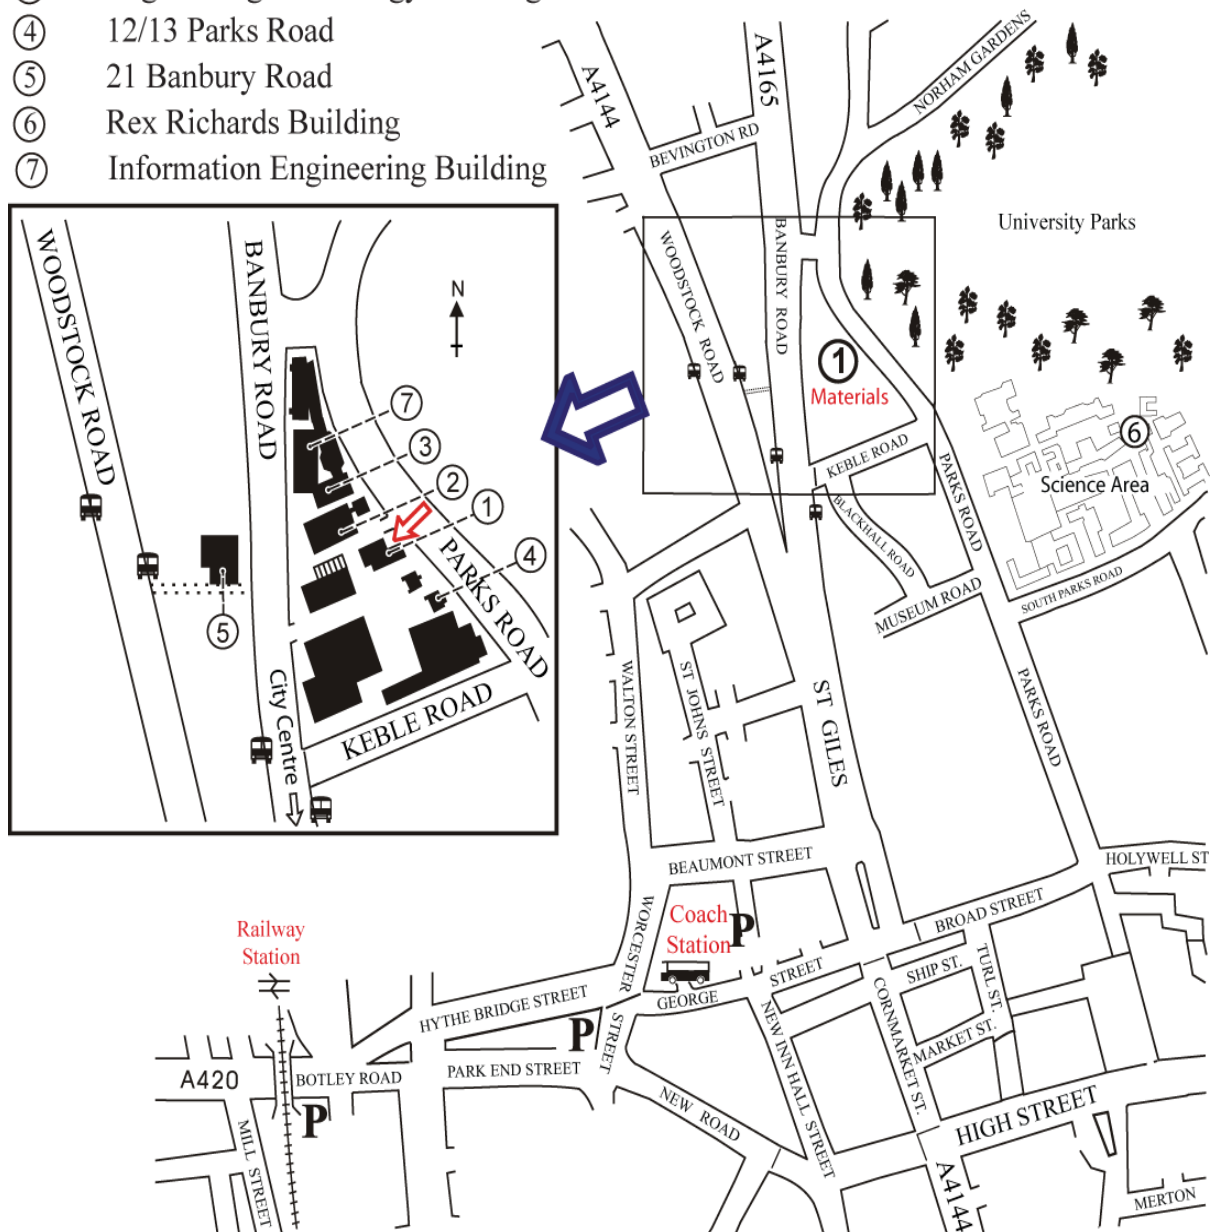 ④ 12/13 Parks Road
⑤ 21 Banbury Road
⑥ Rex Richards Building
⑦ Information Engineering Building
WOODSTOCK ROAD
BANBURY ROAD
N
7
3
2
1
4
5
PARKS ROAD
KEBLE ROAD
City Centre
A4144
A4165
NORHAM GARDENS
BEVINGTON RD
University Parks
WOODSTOCK ROAD
BANBURY ROAD
1
Materials
KEBLE ROAD
PARKS ROAD
6
Science Area
BLACKHALL ROAD
MUSEUM ROAD
SOUTH PARKS ROAD
WALTON STREET
ST JOHNS STREET
ST GILES
PARKS ROAD
BEAUMONT STREET
HOLYWELL ST
BROAD STREET
WORCESTER
STREET
Coach
Station
P
GEORGE
STREET
SHIP ST.
TURL ST.
CORNMARKET ST.
MARKET ST.
NEW INN HALL STREET
Railway
Station
HYTHE BRIDGE STREET
P
A420
BOTLEY ROAD
PARK END STREET
P
MILL STREET
NEW ROAD
HIGH STREET
A4144
MERTON